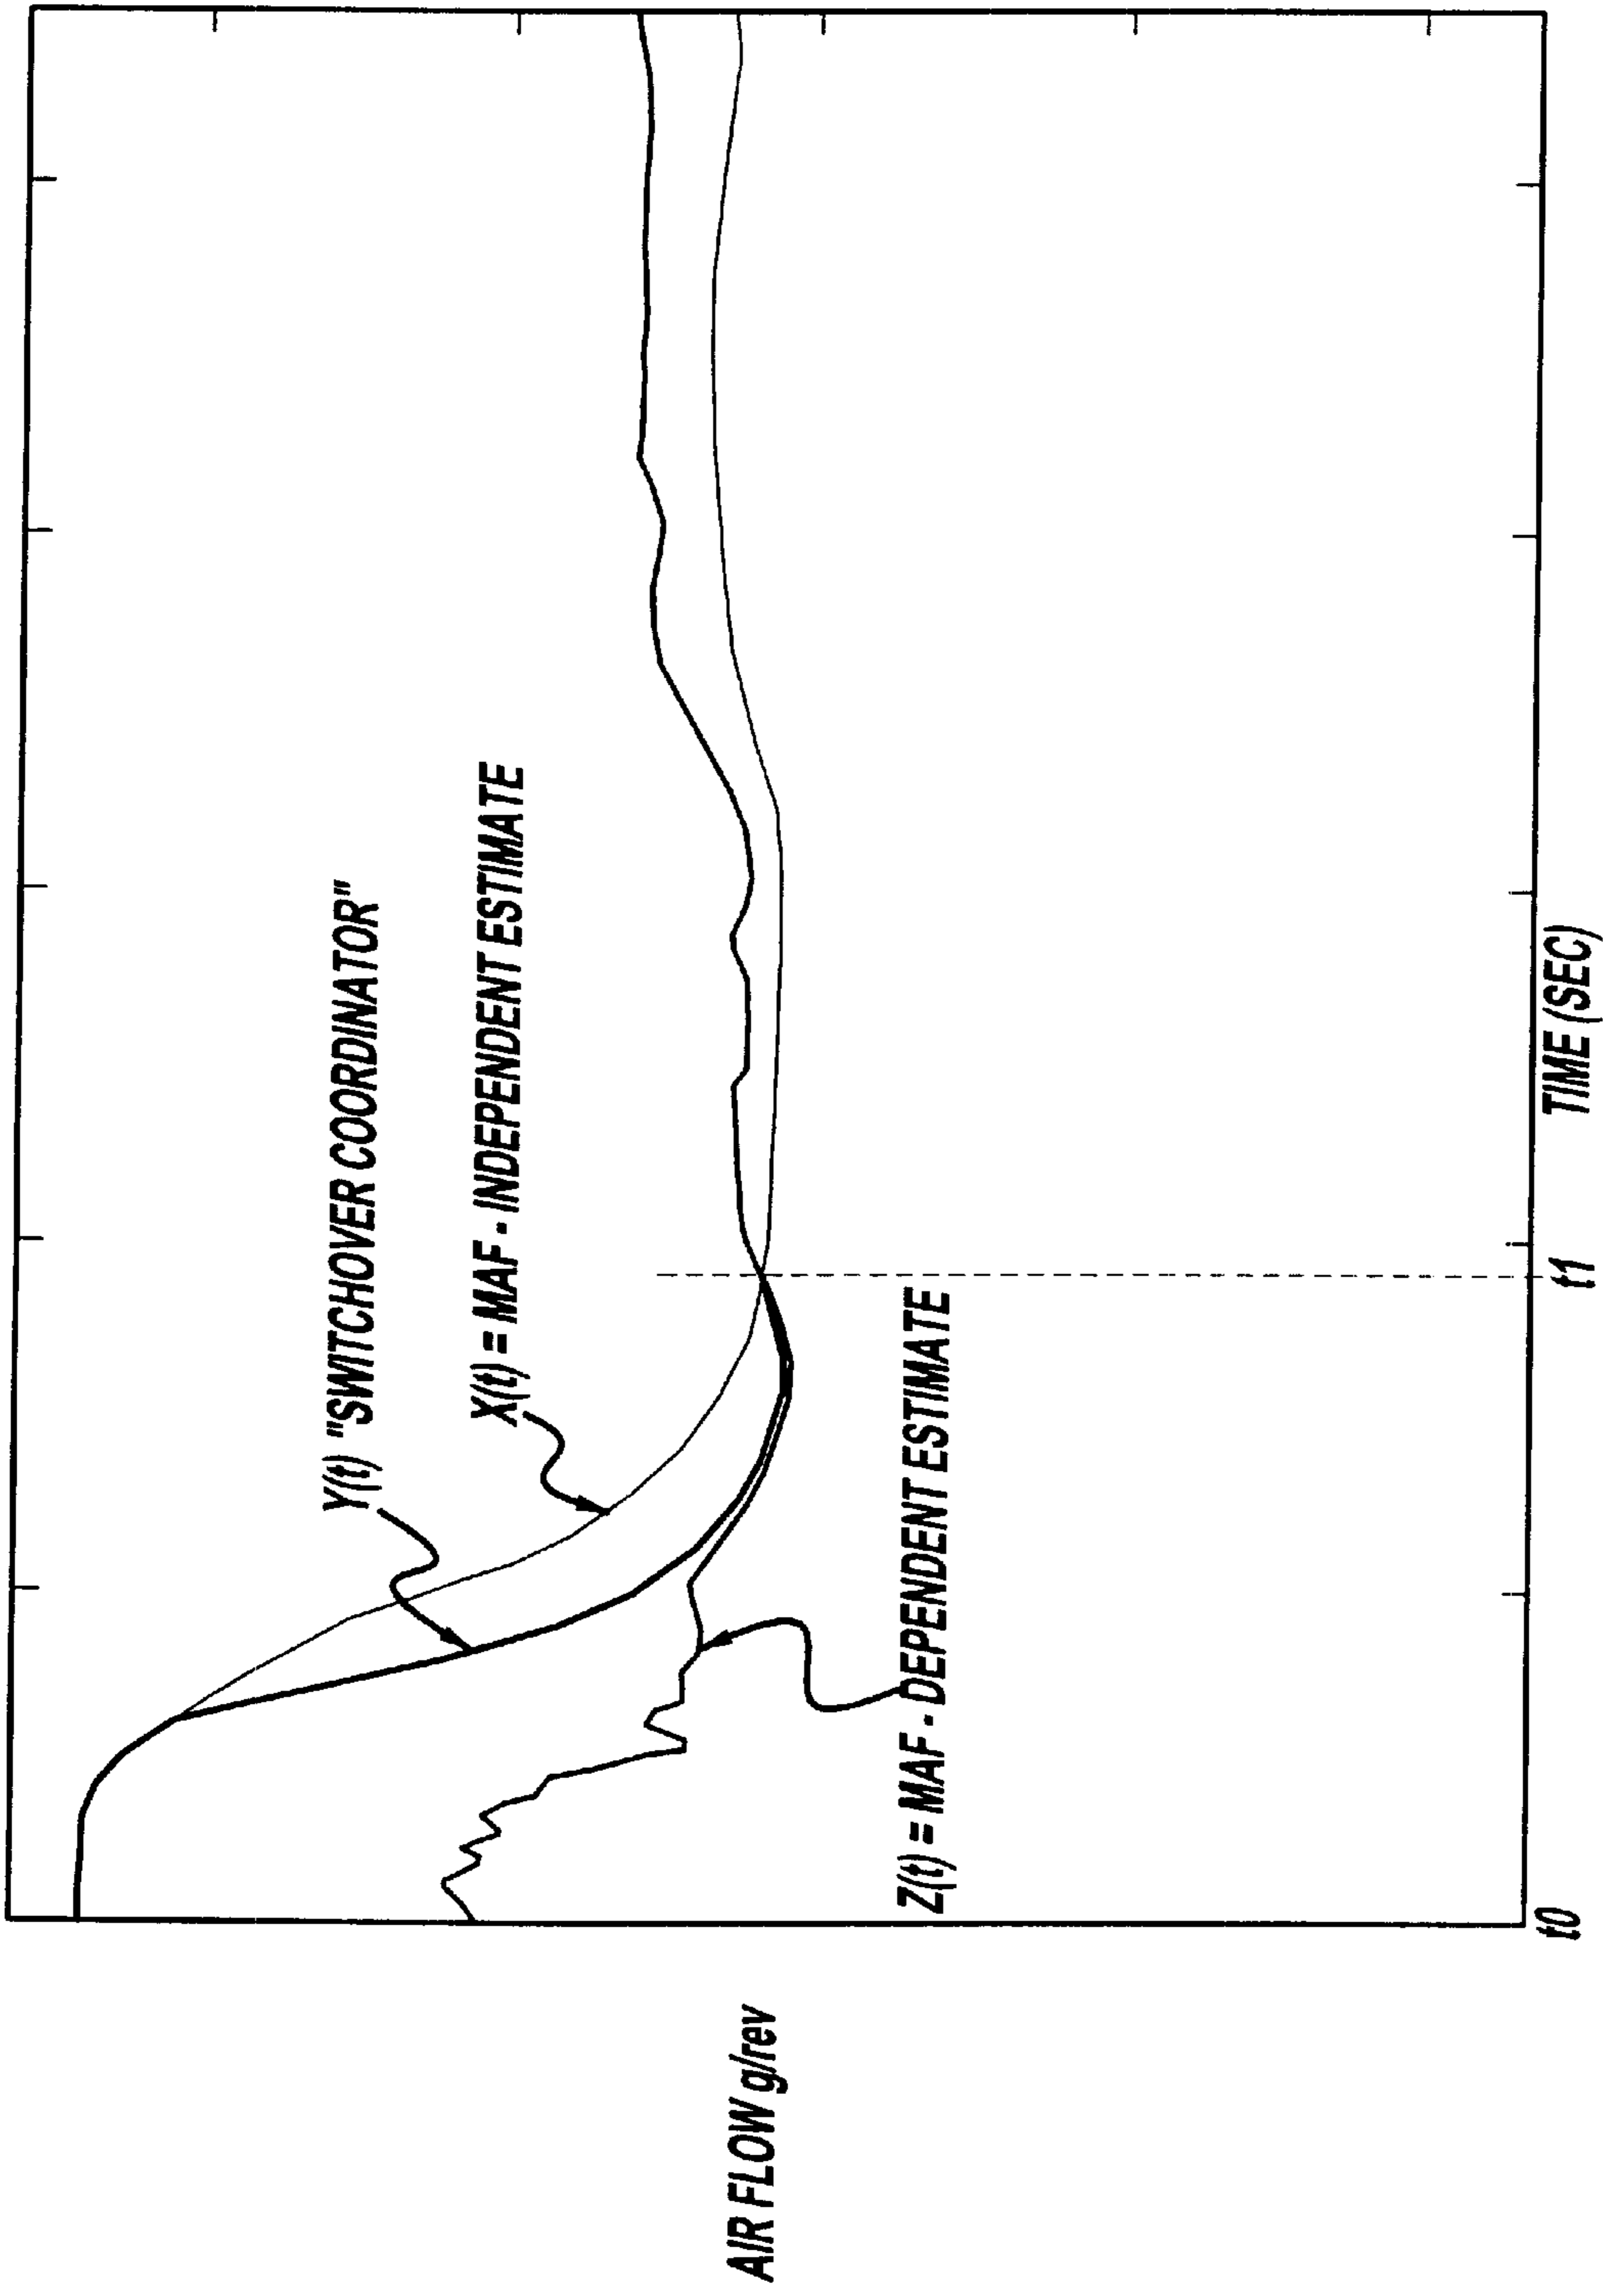 AIR FLOW g/rev
Y(t) "SWITCHOVER COORDINATOR"
X(t) = MAF - INDEPENDENT ESTIMATE
Z(t) = MAF - DEPENDENT ESTIMATE
t0
t1
TIME (SEC)